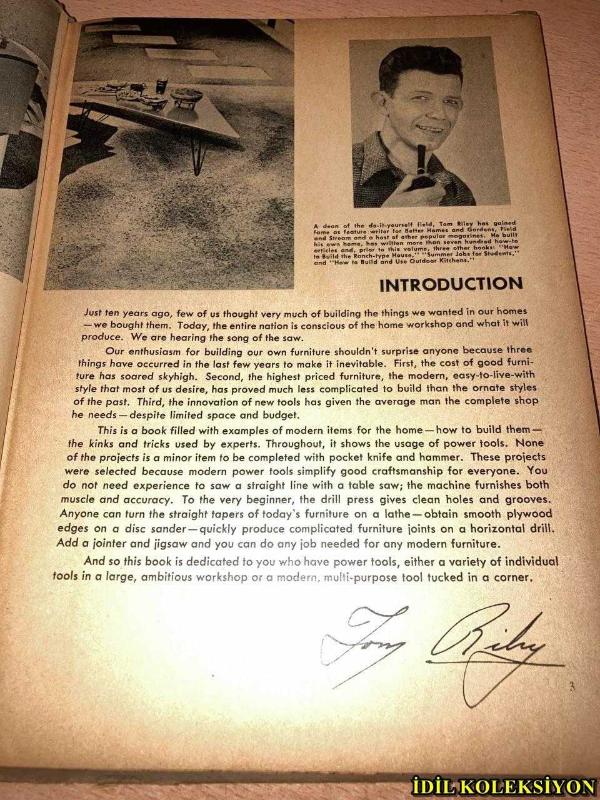 A dean of the do-it-yourself field, Tom Riley has gained
fame as feature writer for Better Homes and Gardens, Field
and Stream and a host of other popular magazines. He built
his own home, has written more than seven hundred how-to
articles and, prior to this volume, three other books: "How
to Build the Ranch-type House," "Summer Jobs for Students,"
and "How to Build and Use Outdoor Kitchens."
INTRODUCTION
Just ten years ago, few of us thought very much of building the things we wanted in our homes
—we bought them. Today, the entire nation is conscious of the home workshop and what it will
produce. We are hearing the song of the saw.
Our enthusiasm for building our own furniture shouldn't surprise anyone because three
things have occurred in the last few years to make it inevitable. First, the cost of good furni-
ture has soared skyhigh. Second, the highest priced furniture, the modern, easy-to-live-with
style that most of us desire, has proved much less complicated to build than the ornate styles
of the past. Third, the innovation of new tools has given the average man the complete shop
he needs—despite limited space and budget.
This is a book filled with examples of modern items for the home—how to build them—
the kinks and tricks used by experts. Throughout, it shows the usage of power tools. None
of the projects is a minor item to be completed with pocket knife and hammer. These projects
were selected because modern power tools simplify good craftsmanship for everyone. You
do not need experience to saw a straight line with a table saw; the machine furnishes both
muscle and accuracy. To the very beginner, the drill press gives clean holes and grooves.
Anyone can turn the straight tapers of today's furniture on a lathe—obtain smooth plywood
edges on a disc sander—quickly produce complicated furniture joints on a horizontal drill.
Add a jointer and jigsaw and you can do any job needed for any modern furniture.
And so this book is dedicated to you who have power tools, either a variety of individual
tools in a large, ambitious workshop or a modern, multi-purpose tool tucked in a corner.
Tom Riley
3
İDİL KOLEKSİYON